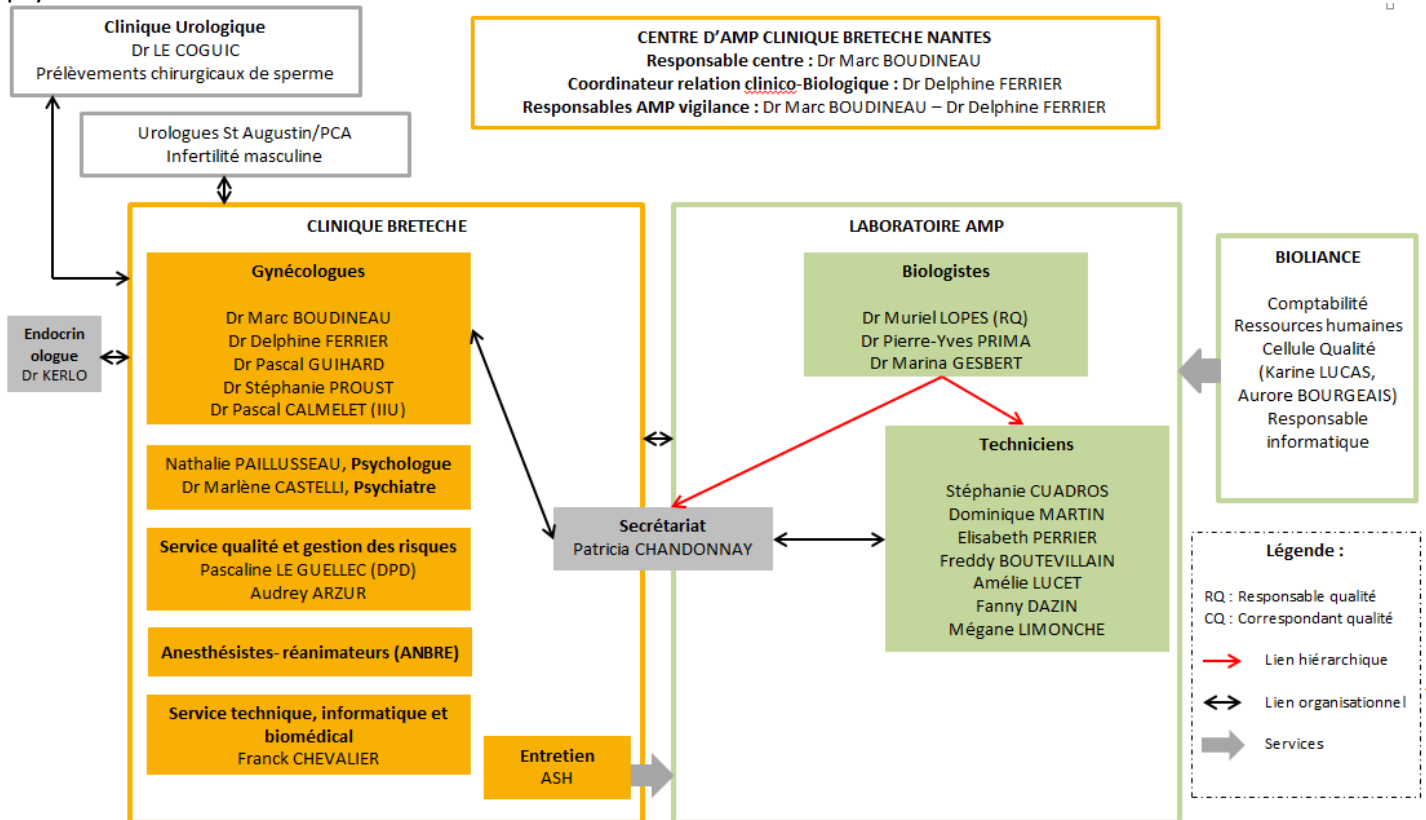 Clinique Urologique
Dr LE COGUIC
Prélèvements chirurgicaux de sperme
CENTRE D'AMP CLINIQUE BRETECHE NANTES
Responsable centre : Dr Marc BOUDINEAU
Coordinateur relation clinico-Biologique : Dr Delphine FERRIER
Responsables AMP vigilance : Dr Marc BOUDINEAU – Dr Delphine FERRIER
Urologues St Augustin/PCA
Infertilité masculine
Endocrin
ologue
Dr KERLO
CLINIQUE BRETECHE
Gynécologues
Dr Marc BOUDINEAU
Dr Delphine FERRIER
Dr Pascal GUIHARD
Dr Stéphanie PROUST
Dr Pascal CALMELET (IIU)
Nathalie PAILLUSSEAU, Psychologue
Dr Marlène CASTELLI, Psychiatre
Service qualité et gestion des risques
Pascaline LE GUELLEC (DPD)
Audrey ARZUR
Anesthésistes- réanimateurs (ANBRE)
Service technique, informatique et
biomédical
Franck CHEVALIER
Entretien
ASH
Secrétariat
Patricia CHANDONNAY
LABORATOIRE AMP
Biologistes
Dr Muriel LOPES (RQ)
Dr Pierre-Yves PRIMA
Dr Marina GESBERT
Techniciens
Stéphanie CUADROS
Dominique MARTIN
Elisabeth PERRIER
Freddy BOUTEVILLAIN
Amélie LUCET
Fanny DAZIN
Mégane LIMONCHE
BIOLIANCE
Comptabilité
Ressources humaines
Cellule Qualité
(Karine LUCAS,
Aurore BOURGEAIS)
Responsable
informatique
Légende :
RQ : Responsable qualité
CQ : Correspondant qualité
Lien hiérarchique
Lien organisationnel
Services